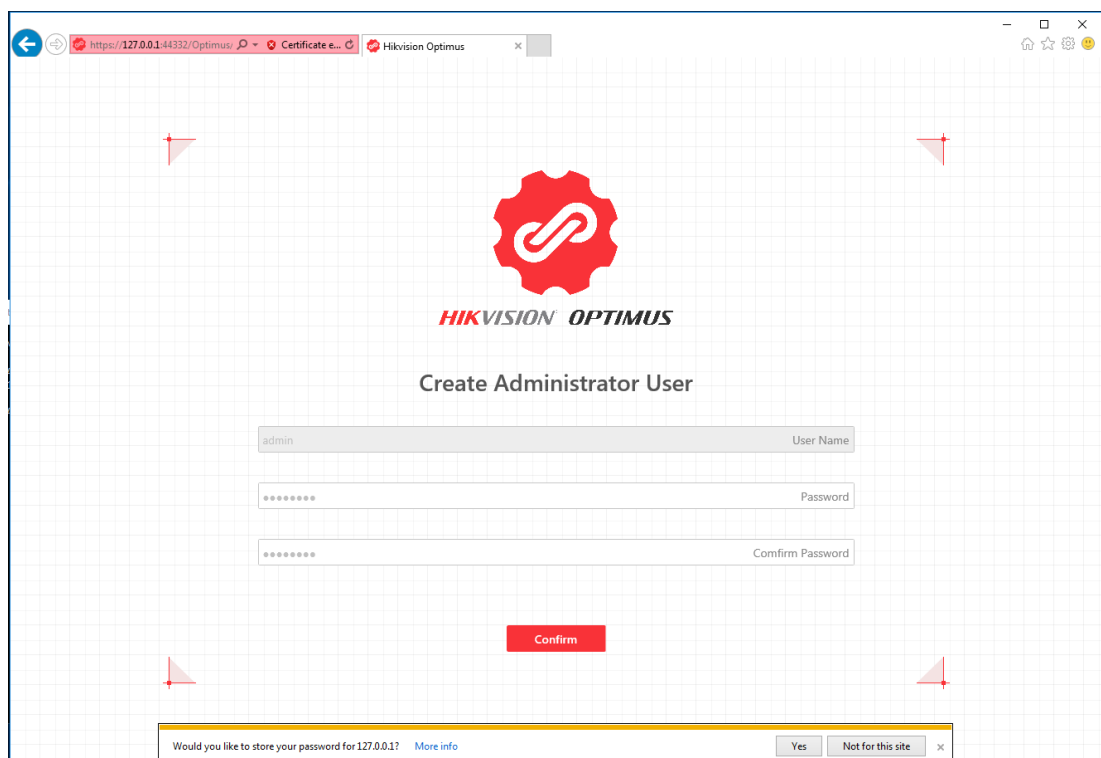 https://127.0.0.1:44332/Optimus/ Certificate e... Hikvision Optimus
HIKVISION OPTIMUS
Create Administrator User
admin User Name
Password
Comfirm Password
Confirm
Would you like to store your password for 127.0.0.1? More info Yes Not for this site